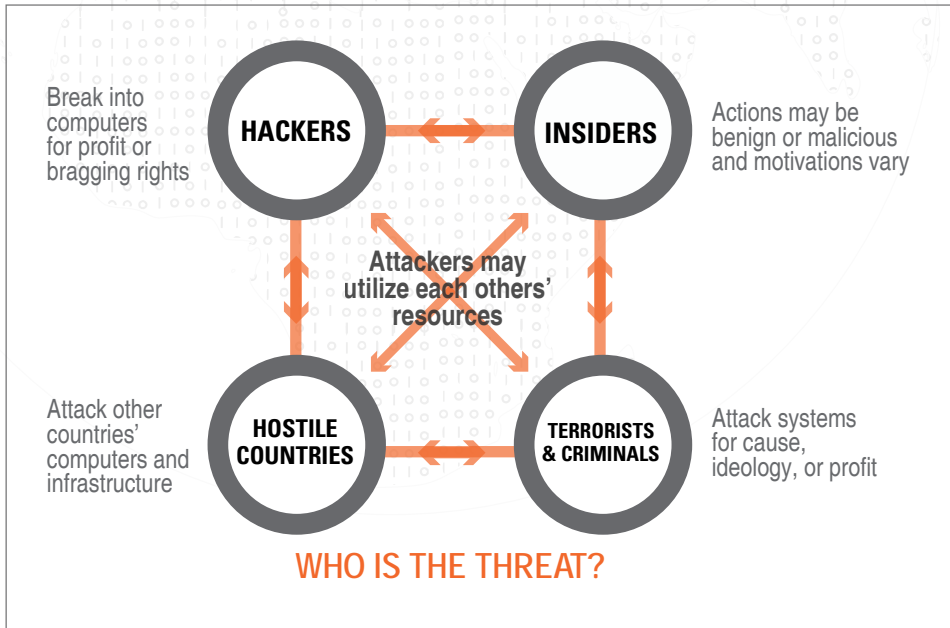 Break into
computers
for profit or
bragging rights
HACKERS
INSIDERS
Actions may be
benign or malicious
and motivations vary
Attackers may
utilize each others’
resources
Attack other
countries’
computers and
infrastructure
HOSTILE
COUNTRIES
TERRORISTS
& CRIMINALS
Attack systems
for cause,
ideology, or profit
WHO IS THE THREAT?